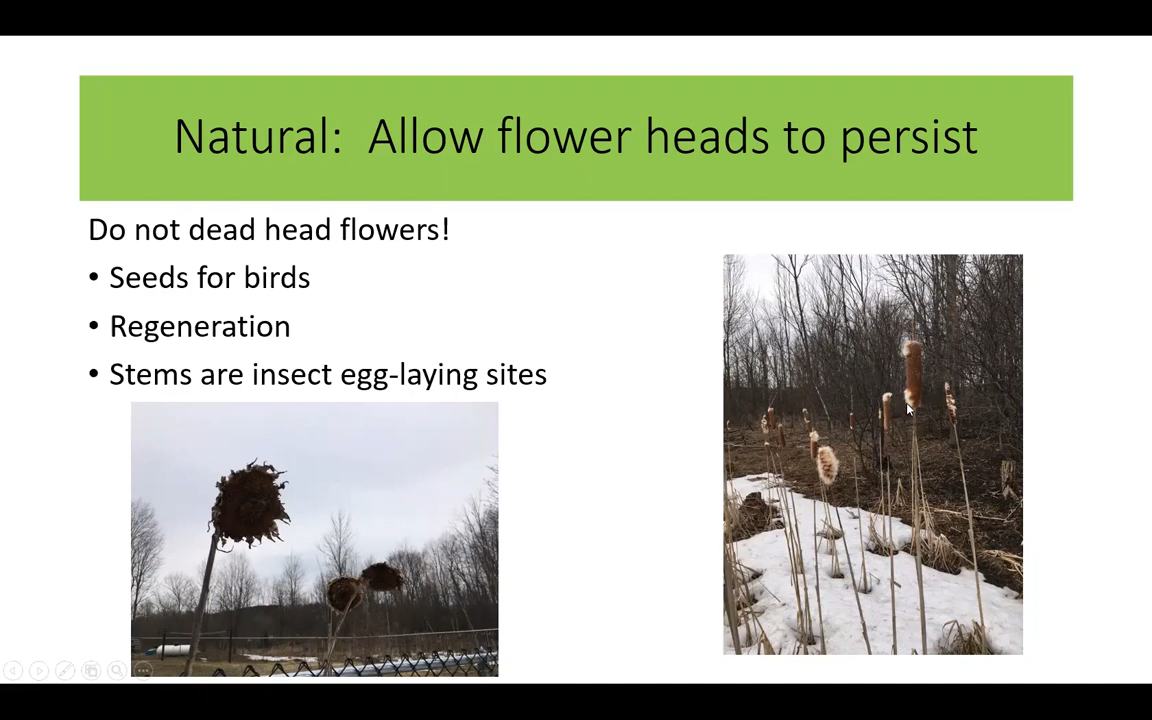 Natural:  Allow flower heads to persist
Do not dead head flowers!
• Seeds for birds
• Regeneration
• Stems are insect egg-laying sites